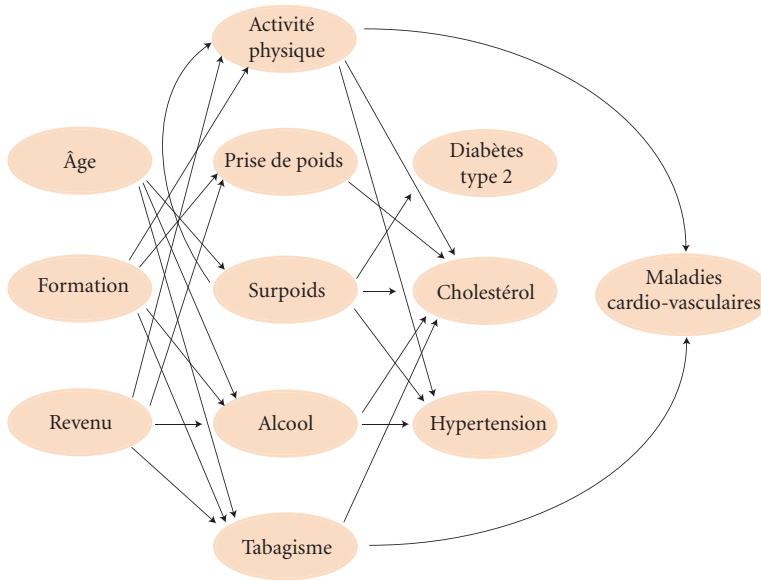 Activité
physique
Âge
Prise de poids
Diabètes
type 2
Formation
Surpoids
Cholestérol
Maladies
cardio-vasculaires
Revenu
Alcool
Hypertension
Tabagisme